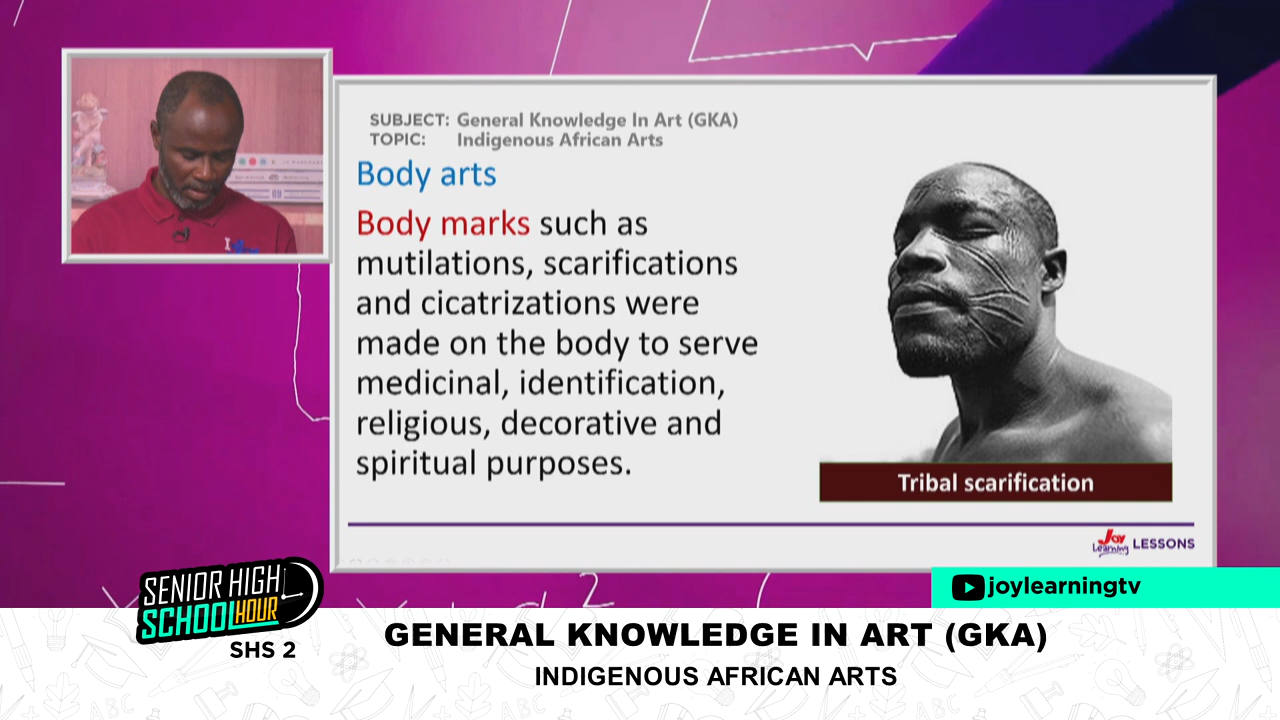 SUBJECT: General Knowledge In Art (GKA)
TOPIC: Indigenous African Arts
Body arts
Body marks such as
mutilations, scarifications
and cicatrizations were
made on the body to serve
medicinal, identification,
religious, decorative and
spiritual purposes.
Tribal scarification
Joy Learning LESSONS
joylearningtv
SENIOR HIGH
SCHOOL HOUR
SHS 2
GENERAL KNOWLEDGE IN ART (GKA)
INDIGENOUS AFRICAN ARTS